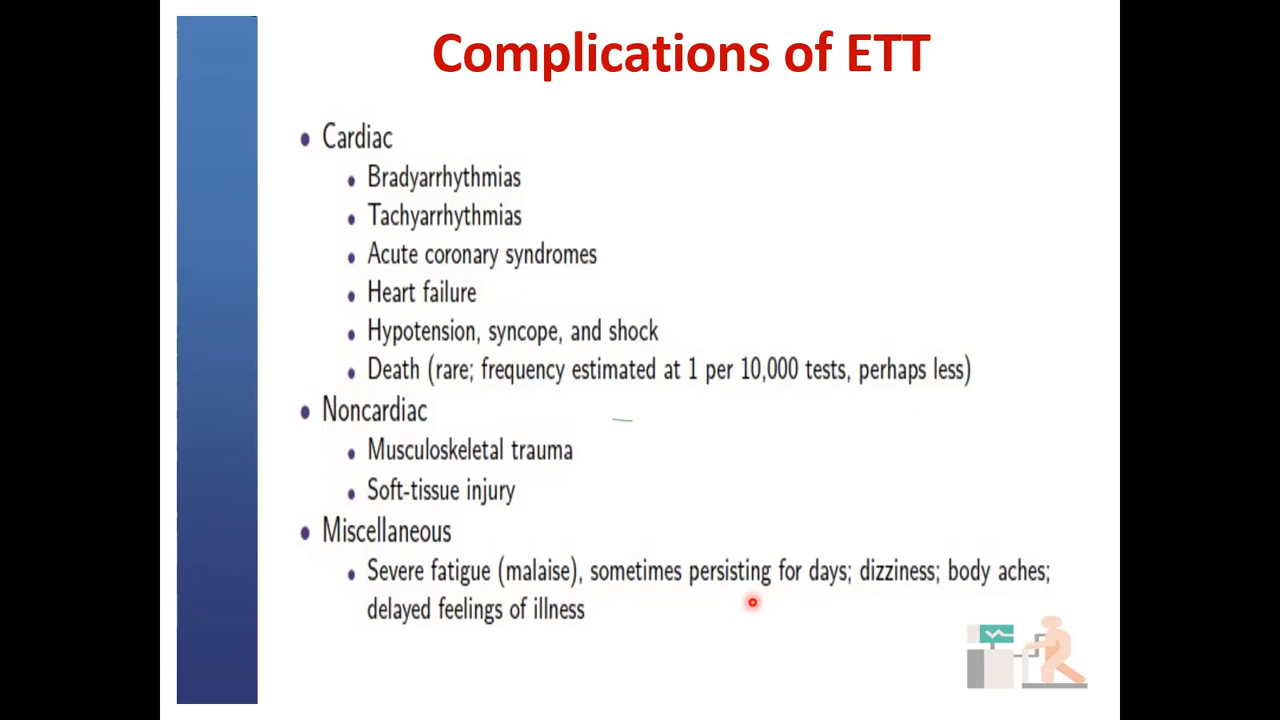 Complications of ETT
• Cardiac
• Bradyarrhythmias
• Tachyarrhythmias
• Acute coronary syndromes
• Heart failure
• Hypotension, syncope, and shock
• Death (rare; frequency estimated at 1 per 10,000 tests, perhaps less)
• Noncardiac
• Musculoskeletal trauma
• Soft-tissue injury
• Miscellaneous
• Severe fatigue (malaise), sometimes persisting for days; dizziness; body aches;
delayed feelings of illness